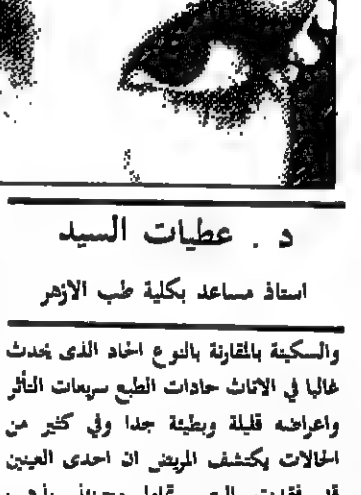 د . عطيات السيد
استاذ مساعد بكلية طب الازهر
والسكينة بالمقارنة بالنوع الحاد الذى يحدث
غالبا في الاناث حادات الطبع سريعات التأثر
واعراضه قليلة وبطيئة جدا وفي كثير من
الحالات يكتشف المريض ان احدى العينين